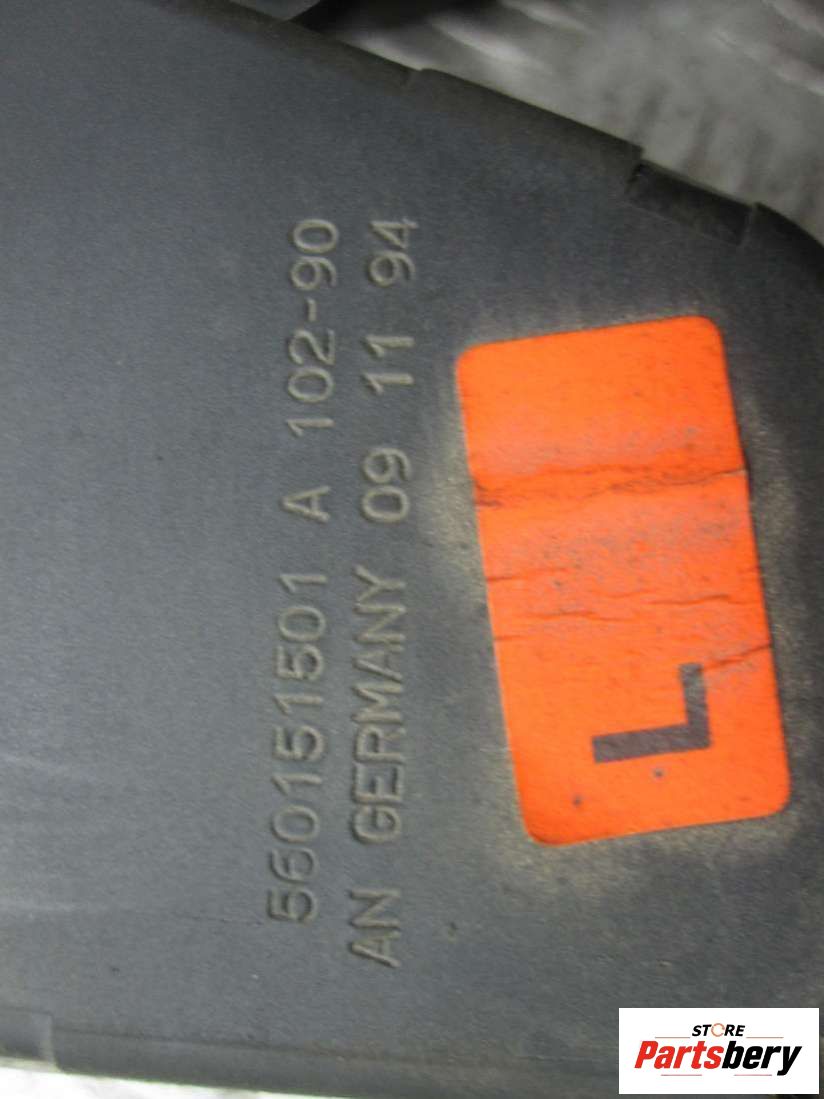 560151501 A 102-90
AN GERMANY 09 11 94
L
STORE
Partsbery